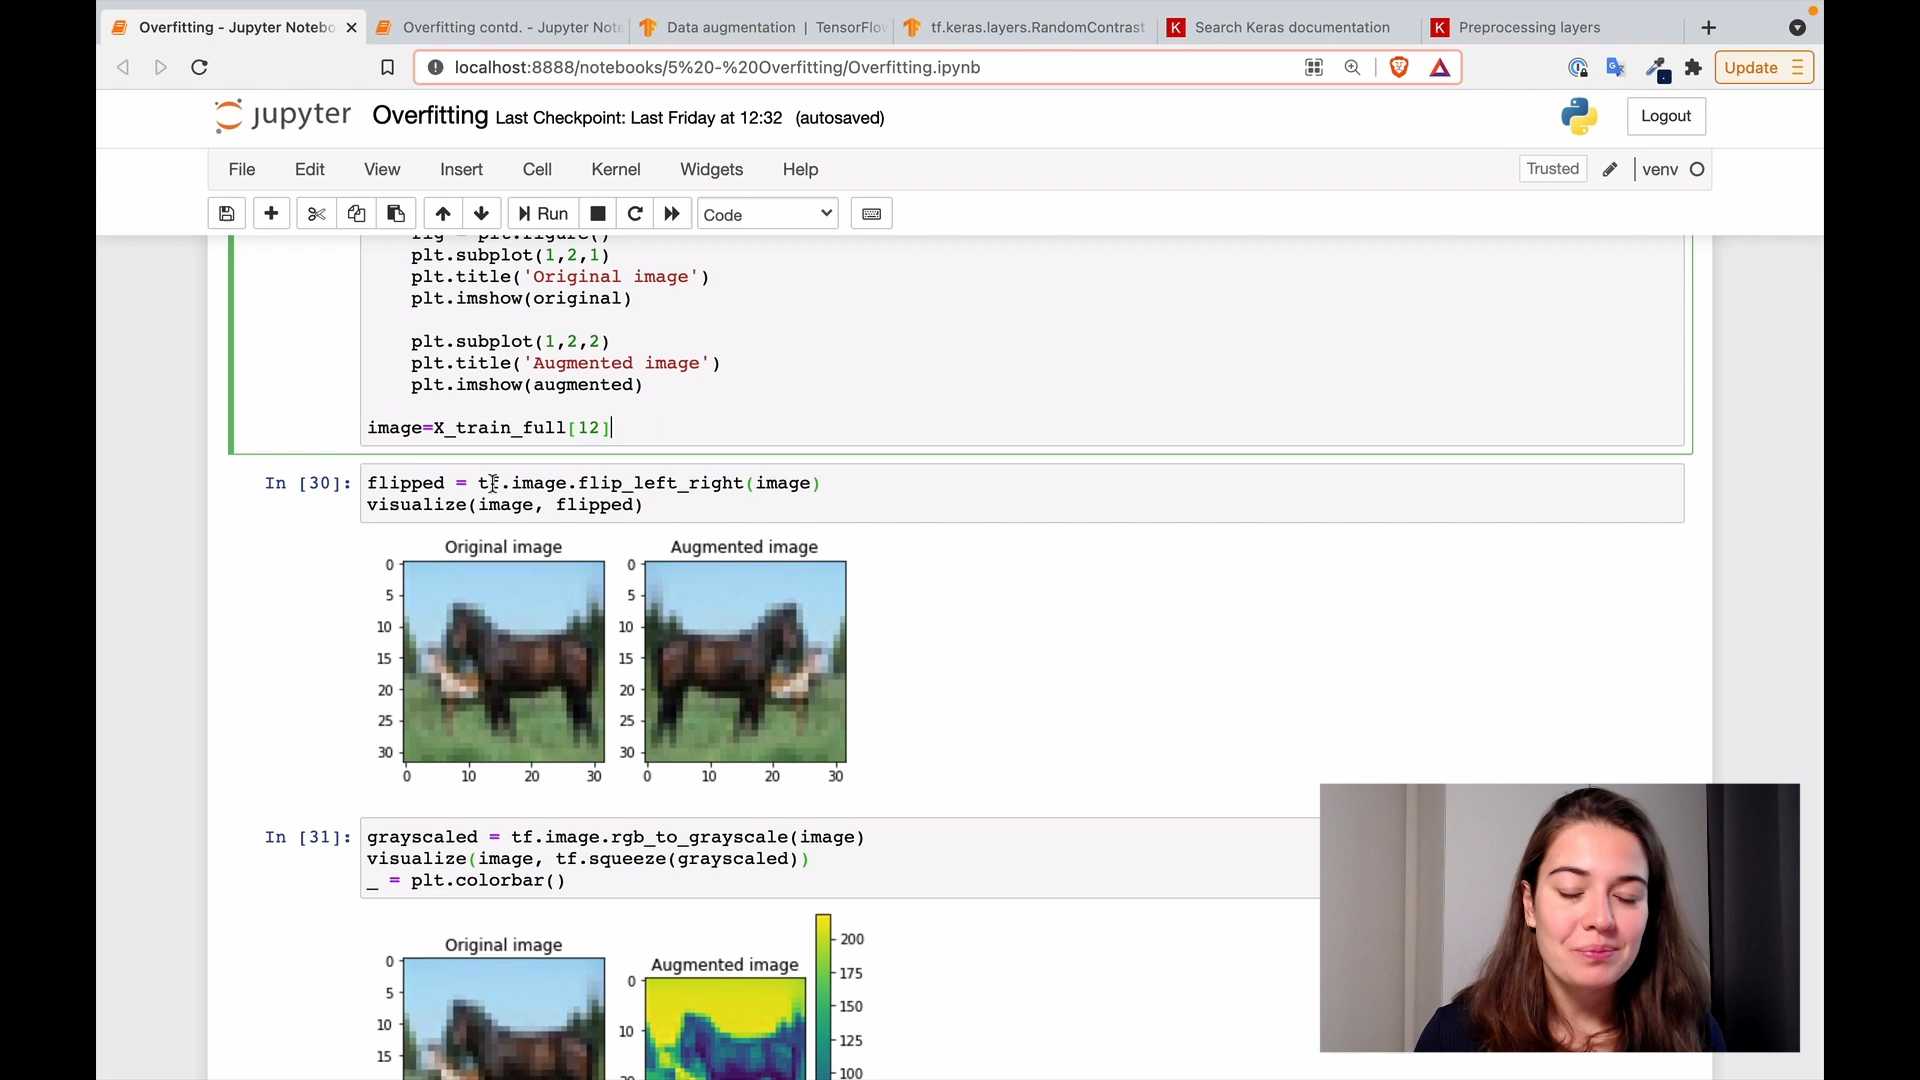 Overfitting - Jupyter Notebo
Overfitting contd. - Jupyter Note
Data augmentation | TensorFlow
tf.keras.layers.RandomContrast
K Search Keras documentation
K Preprocessing layers
localhost:8888/notebooks/5%20-%20Overfitting/Overfitting.ipynb
Update
jupyter Overfitting Last Checkpoint: Last Friday at 12:32 (autosaved)
Logout
File Edit View Insert Cell Kernel Widgets Help
Trusted
venv
Run
Code
fig = plt.figure()
plt.subplot(1,2,1)
plt.title('Original image')
plt.imshow(original)
plt.subplot(1,2,2)
plt.title('Augmented image')
plt.imshow(augmented)
image=X_train_full[12]
In [30]: flipped = tf.image.flip_left_right(image)
visualize(image, flipped)
Original image
Augmented image
0
5
10
15
20
25
30
0 10 20 30
0
5
10
15
20
25
30
0 10 20 30
In [31]: grayscaled = tf.image.rgb_to_grayscale(image)
visualize(image, tf.squeeze(grayscaled))
_ = plt.colorbar()
Original image
0
5
10
15
Augmented image
0
10
20
200
175
150
125
100